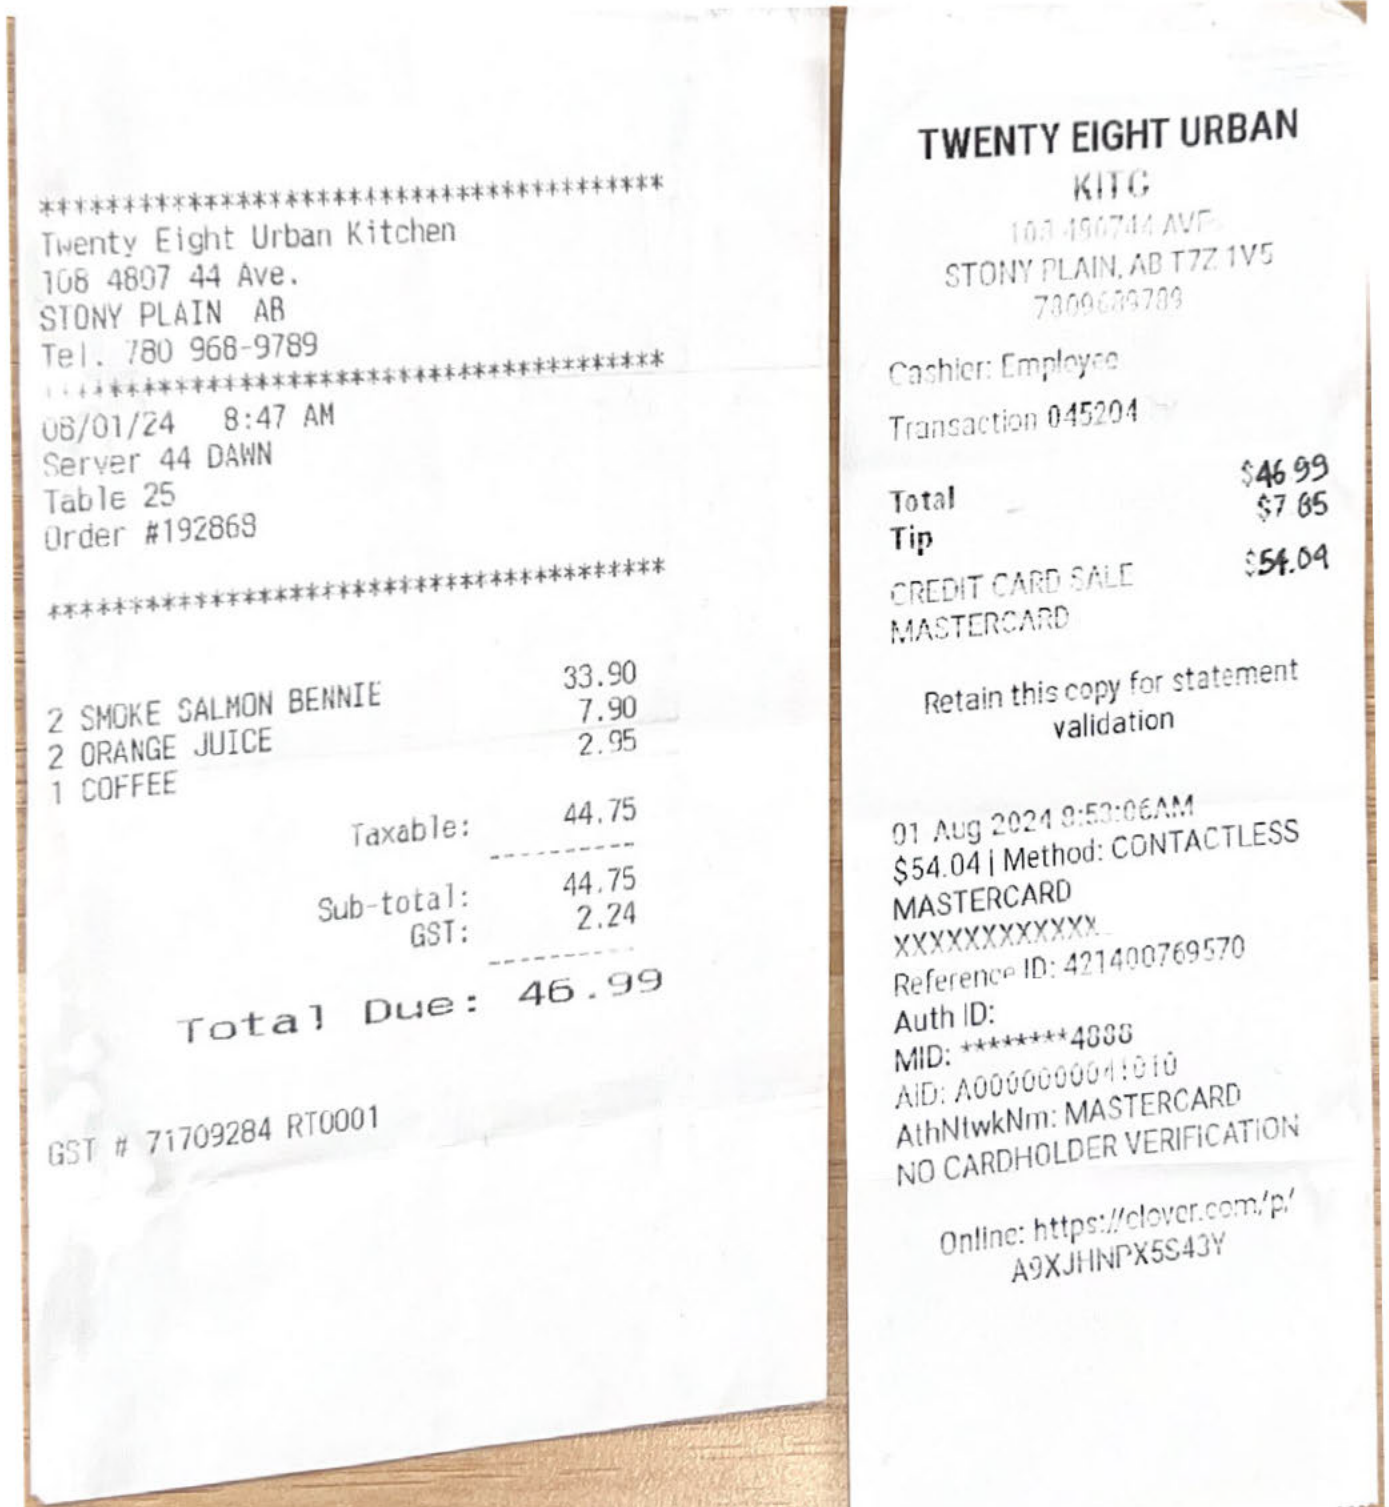 ****************************************
Twenty Eight Urban Kitchen
108 4807 44 Ave.
STONY PLAIN AB
Tel. 780 968-9789
****************************************
08/01/24 8:47 AM
Server 44 DAWN
Table 25
Order #192868
****************************************
2 SMOKE SALMON BENNIE 33.90
2 ORANGE JUICE 7.90
1 COFFEE 2.95
Taxable: 44.75
----------
Sub-total: 44.75
GST: 2.24
----------
Total Due: 46.99
GST # 71709284 RT0001
TWENTY EIGHT URBAN
KITC
AVE
STONY PLAIN, AB T7Z 1V5
7809689789
Cashier: Employee
Transaction 045204
Total $46.99
Tip $7.05
CREDIT CARD SALE $54.04
MASTERCARD
Retain this copy for statement
validation
01 Aug 2024 8:53:06AM
$54.04 | Method: CONTACTLESS
MASTERCARD
XXXXXXXXXXXX
Reference ID: 421400769570
Auth ID:
MID: ********4888
AID: A0000000041010
AthNtwkNm: MASTERCARD
NO CARDHOLDER VERIFICATION
Online: https://clover.com/p/
A9XJHNPX5S43Y